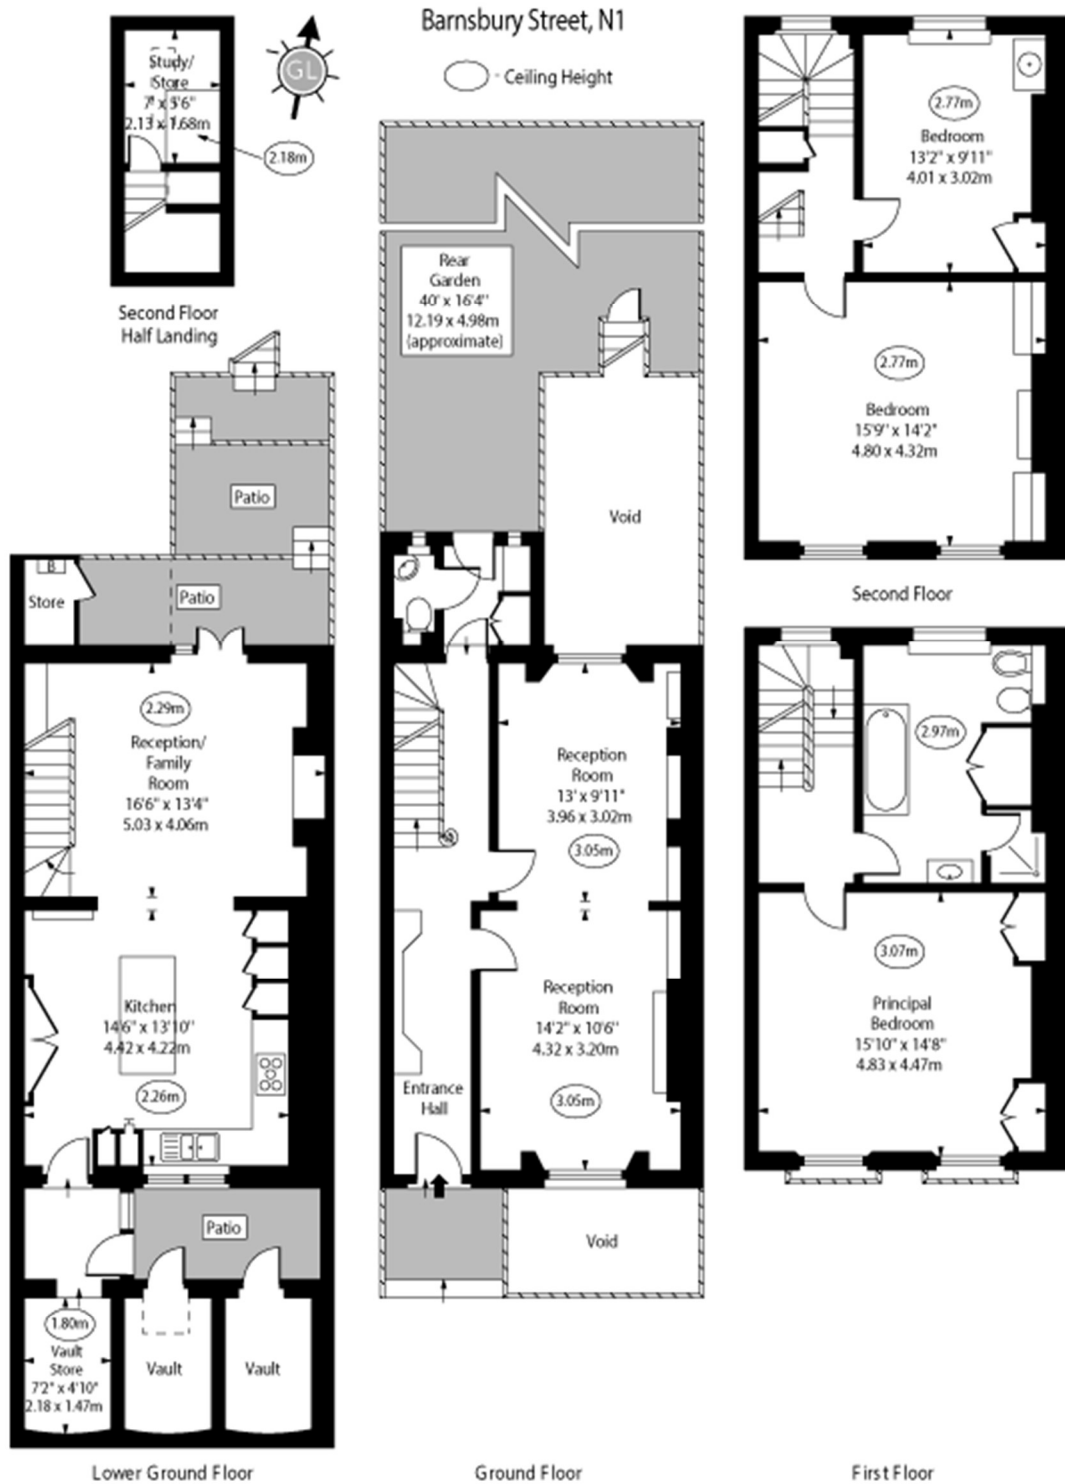 Barnsbury Street, N1
GL
- Ceiling Height
Study/
Store
7' x 5'6"
2.13 x 1.68m
2.18m
Second Floor
Half Landing
Patio
Patio
B
Store
2.29m
Reception/
Family
Room
16'6" x 13'4"
5.03 x 4.06m
Kitchen
14'6" x 13'10"
4.42 x 4.22m
2.26m
Patio
1.80m
Vault
Store
7'2" x 4'10"
2.18 x 1.47m
Vault
Vault
Lower Ground Floor
Rear
Garden
40' x 16'4"
12.19 x 4.98m
(approximate)
Void
Reception
Room
13' x 9'11"
3.96 x 3.02m
3.05m
Reception
Room
14'2" x 10'6"
4.32 x 3.20m
3.05m
Entrance
Hall
Void
Ground Floor
2.77m
Bedroom
13'2" x 9'11"
4.01 x 3.02m
2.77m
Bedroom
15'9" x 14'2"
4.80 x 4.32m
Second Floor
2.97m
3.07m
Principal
Bedroom
15'10" x 14'8"
4.83 x 4.47m
First Floor